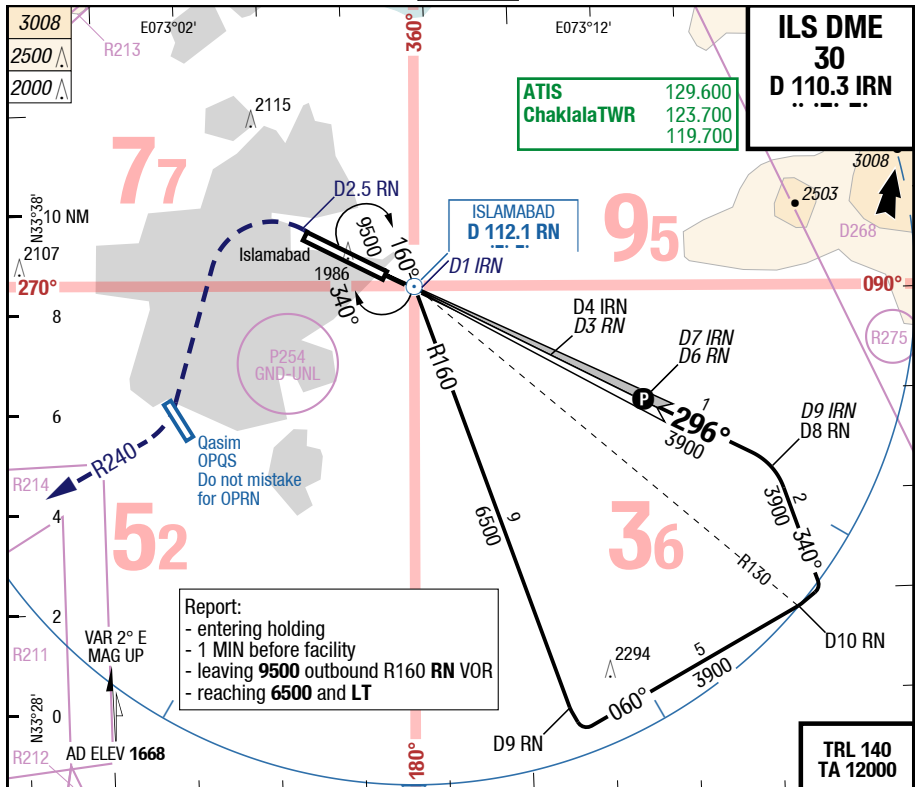 3008
2500
2000
E073°02'
R213
360°
E073°12'
ILS DME
30
D 110.3 IRN
ATIS 129.600
ChaklalaTWR 123.700
119.700
2115
77
95
3008
2503
D268
D2.5 RN
ISLAMABAD
D 112.1 RN
D1 IRN
N33°38'
10 NM
2107
Islamabad
1986
9500
160°
340°
270°
090°
8
D4 IRN
D3 RN
R275
P254
GND-UNL
R160
D7 IRN
D6 RN
P
1
296°
3900
6
D9 IRN
D8 RN
Qasim
OPQS
Do not mistake
for OPRN
R240
R214
4
52
9
6500
36
2
3900
340°
R130
2
Report:
- entering holding
- 1 MIN before facility
- leaving 9500 outbound R160 RN VOR
- reaching 6500 and LT
VAR 2° E
MAG UP
R211
D10 RN
2294
5
3900
060°
N33°28'
0
D9 RN
R212
AD ELEV 1668
180°
TRL 140
TA 12000